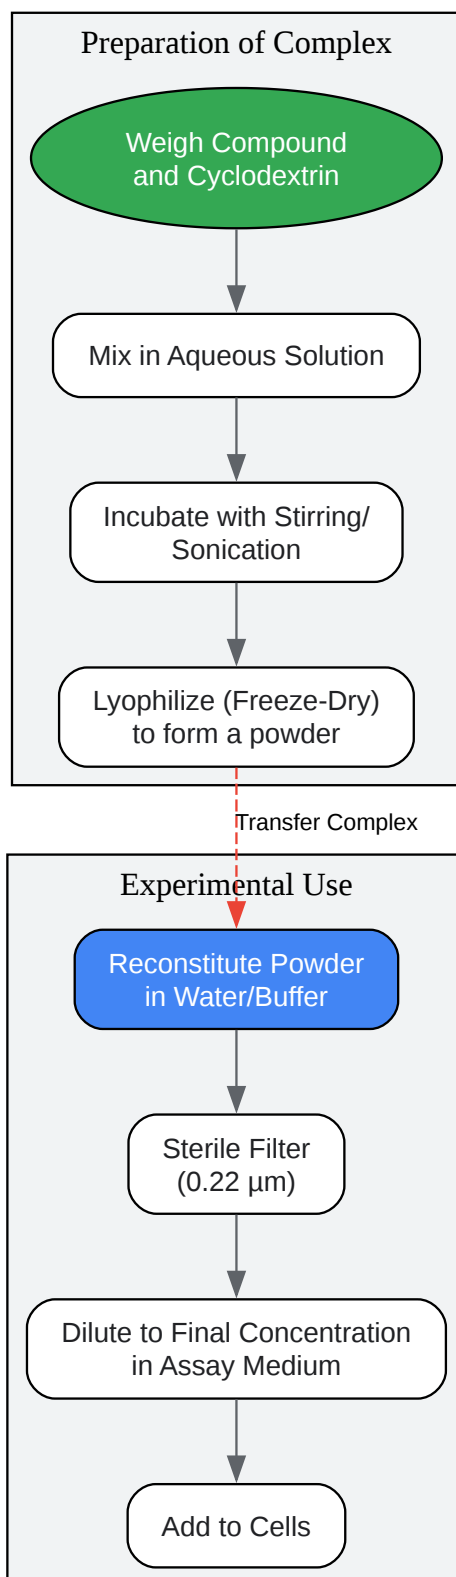 Preparation of Complex
Weigh Compound
and Cyclodextrin
Mix in Aqueous Solution
Incubate with Stirring/
Sonication
Lyophilize (Freeze-Dry)
to form a powder
Transfer Complex
Experimental Use
Reconstitute Powder
in Water/Buffer
Sterile Filter
(0.22 µm)
Dilute to Final Concentration
in Assay Medium
Add to Cells